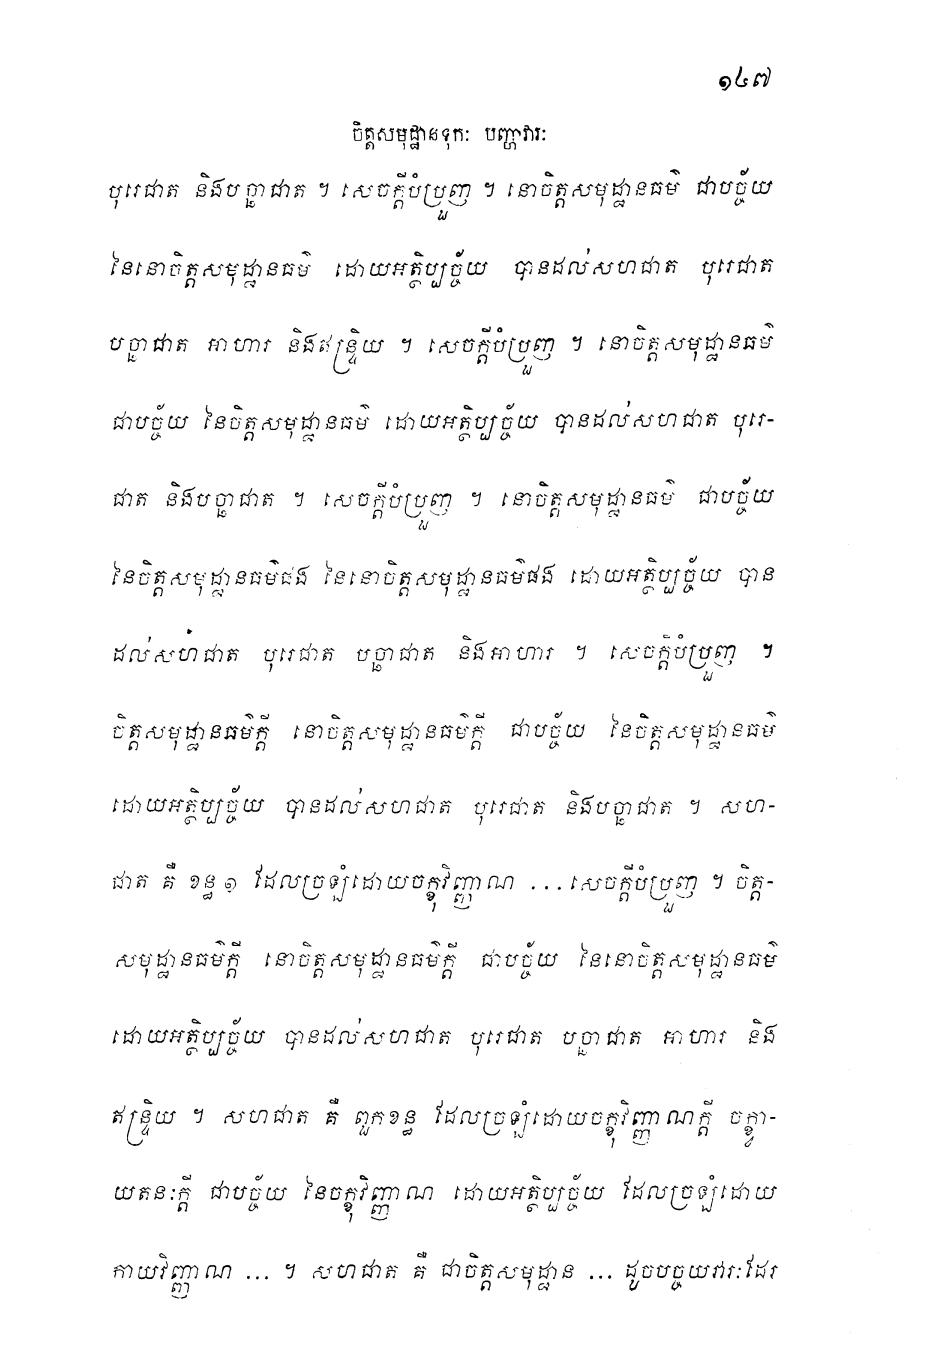 ១៤៧
ចិត្តសមុដ្ឋានទុកៈ បញ្ហាវារៈ
បុរេជាត និងបច្ឆាជាត ។ សេចក្តីបំប្រួញ ។ នោចិត្តសមុដ្ឋានធម៌ ជាបច្ច័យ
នៃនោចិត្តសមុដ្ឋានធម៌ ដោយអត្ថិប្បច្ច័យ បានដល់សហជាត បុរេជាត
បច្ឆាជាត អាហារ និងឥន្ទ្រិយ ។ សេចក្តីបំប្រួញ ។ នោចិត្តសមុដ្ឋានធម៌
ជាបច្ច័យ នៃចិត្តសមុដ្ឋានធម៌ ដោយអត្ថិប្បច្ច័យ បានដល់សហជាត បុរេ-
ជាត និងបច្ឆាជាត ។ សេចក្តីបំប្រួញ ។ នោចិត្តសមុដ្ឋានធម៌ ជាបច្ច័យ
នៃចិត្តសមុដ្ឋានធម៌ផង នៃនោចិត្តសមុដ្ឋានធម៌ផង ដោយអត្ថិប្បច្ច័យ បាន
ដល់សហជាត បុរេជាត បច្ឆាជាត និងអាហារ ។ សេចក្តីបំប្រួញ ។
ចិត្តសមុដ្ឋានធម៌ក្តី នោចិត្តសមុដ្ឋានធម៌ក្តី ជាបច្ច័យ នៃចិត្តសមុដ្ឋានធម៌
ដោយអត្ថិប្បច្ច័យ បានដល់សហជាត បុរេជាត និងបច្ឆាជាត ។ សហ-
ជាត គឺ ខន្ធ១ ដែលច្រឡំដោយចក្ខុវិញ្ញាណ ... សេចក្តីបំប្រួញ ។ ចិត្ត-
សមុដ្ឋានធម៌ក្តី នោចិត្តសមុដ្ឋានធម៌ក្តី ជាបច្ច័យ នៃនោចិត្តសមុដ្ឋានធម៌
ដោយអត្ថិប្បច្ច័យ បានដល់សហជាត បុរេជាត បច្ឆាជាត អាហារ និង
ឥន្ទ្រិយ ។ សហជាត គឺ ពួកខន្ធ ដែលច្រឡំដោយចក្ខុវិញ្ញាណក្តី ចក្ខា-
យតនៈក្តី ជាបច្ច័យ នៃចក្ខុវិញ្ញាណ ដោយអត្ថិប្បច្ច័យ ដែលច្រឡំដោយ
កាយវិញ្ញាណ ... ។ សហជាត គឺ ជាចិត្តសមុដ្ឋាន ... ដូចបច្ចយវារៈដែរ